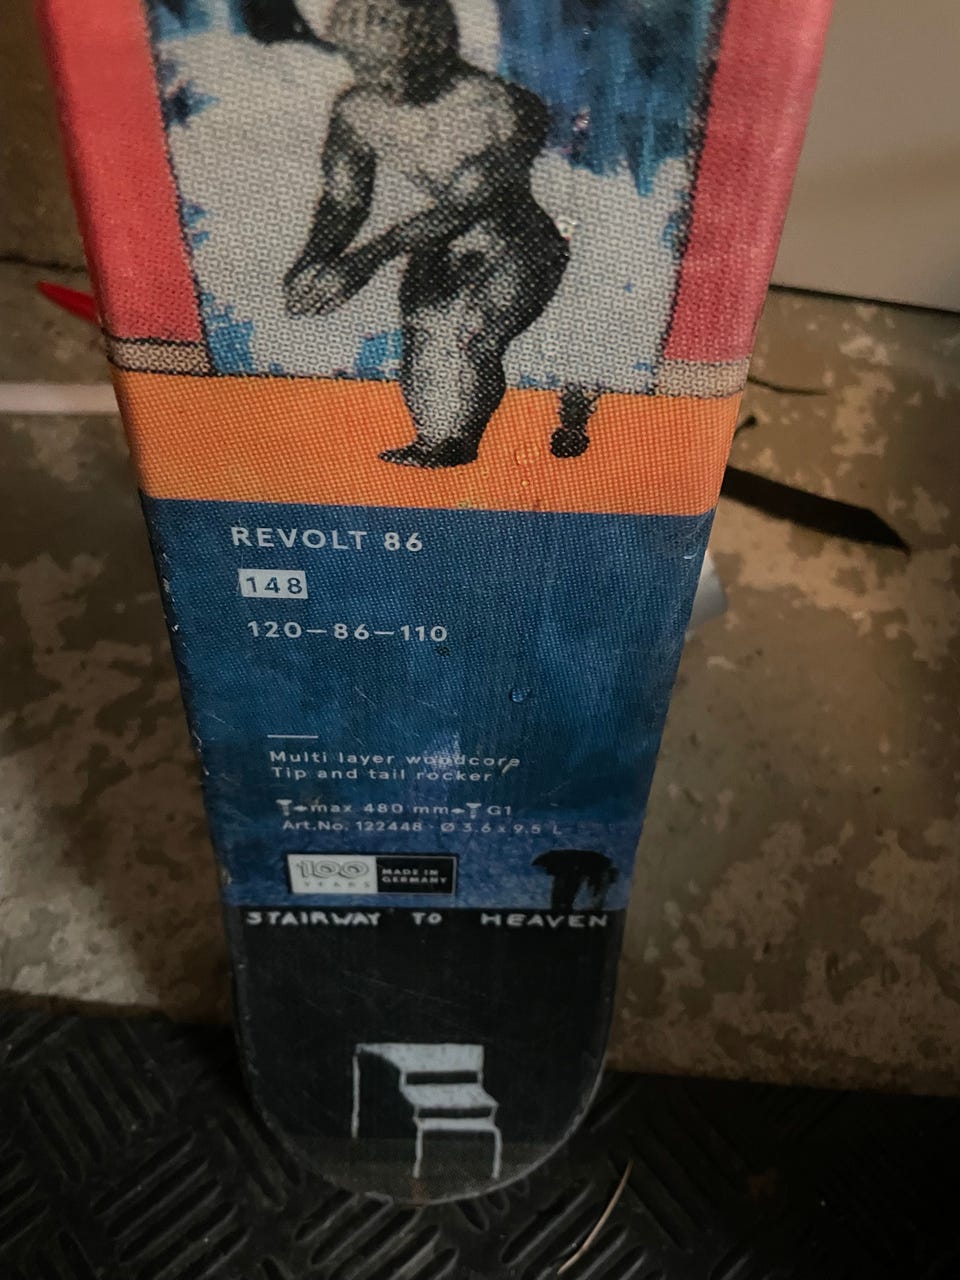 REVOLT 86
148
120–86–110
Multi layer woodcore
Tip and tail rocker
max 480 mm G1
Art.No. 122448 Ø 3.6 x 9.5 L
100 MADE IN
YEARS GERMANY
STAIRWAY TO HEAVEN